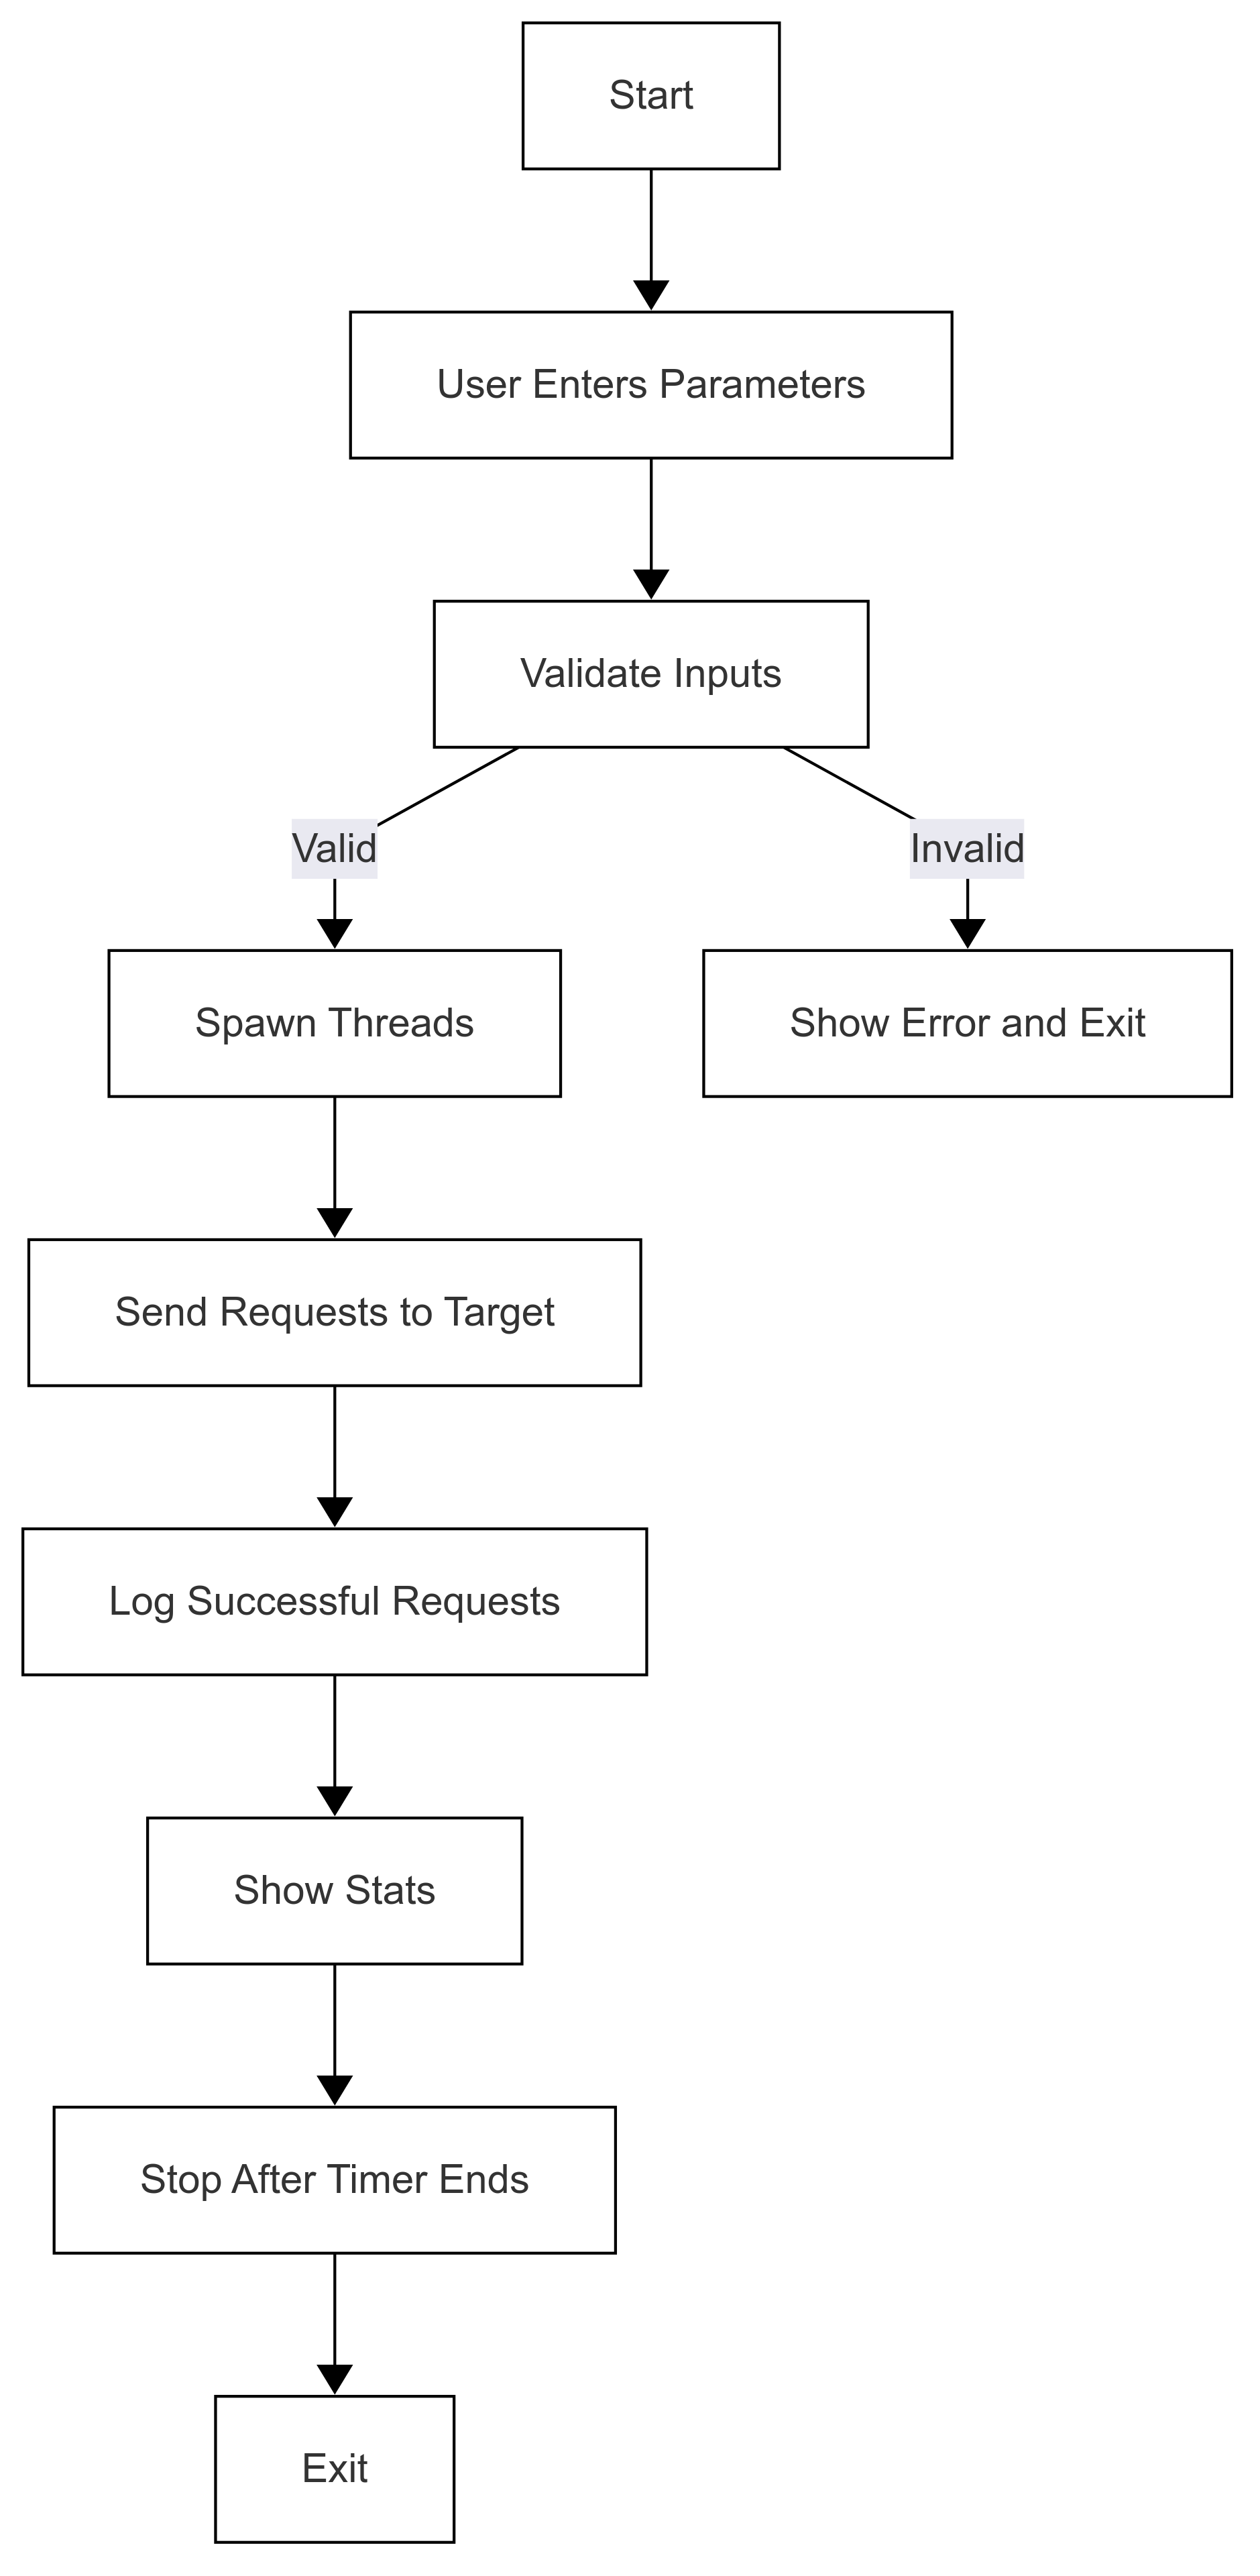 Start
User Enters Parameters
Validate Inputs
Valid
Invalid
Spawn Threads
Show Error and Exit
Send Requests to Target
Log Successful Requests
Show Stats
Stop After Timer Ends
Exit